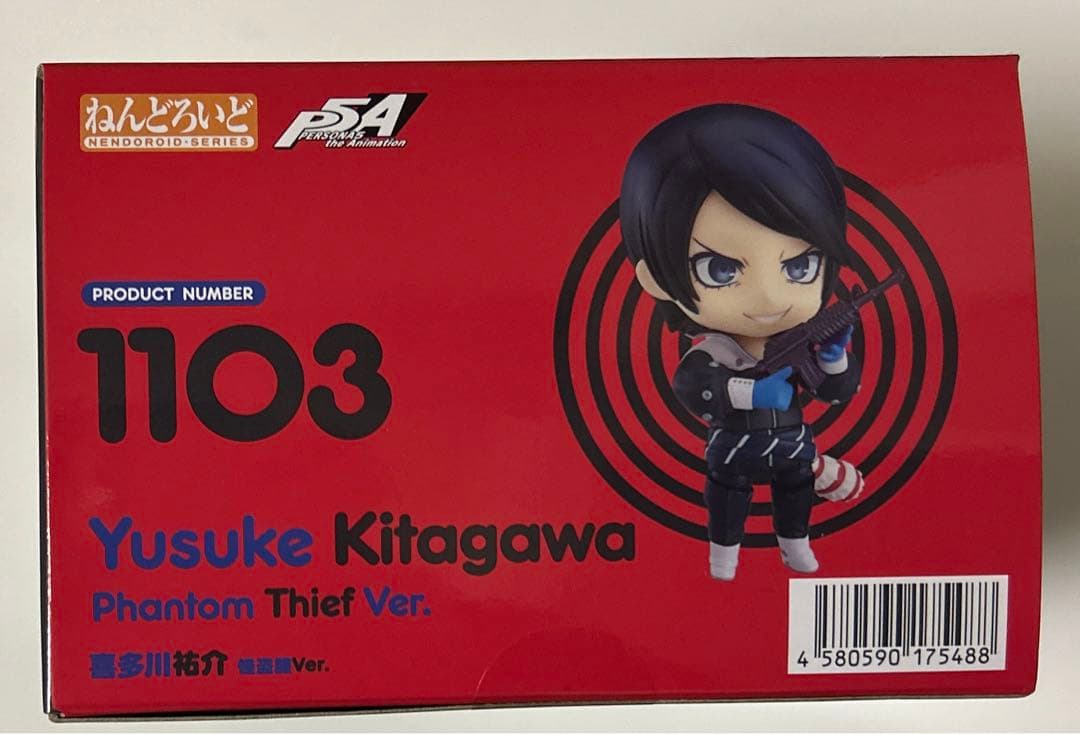 ねんどろいど
NENDOROID・SERIES
P5A
PERSONA5
the Animation
PRODUCT NUMBER
1103
Yusuke Kitagawa
Phantom Thief Ver.
喜多川祐介 怪盗服Ver.
4 580590 175488